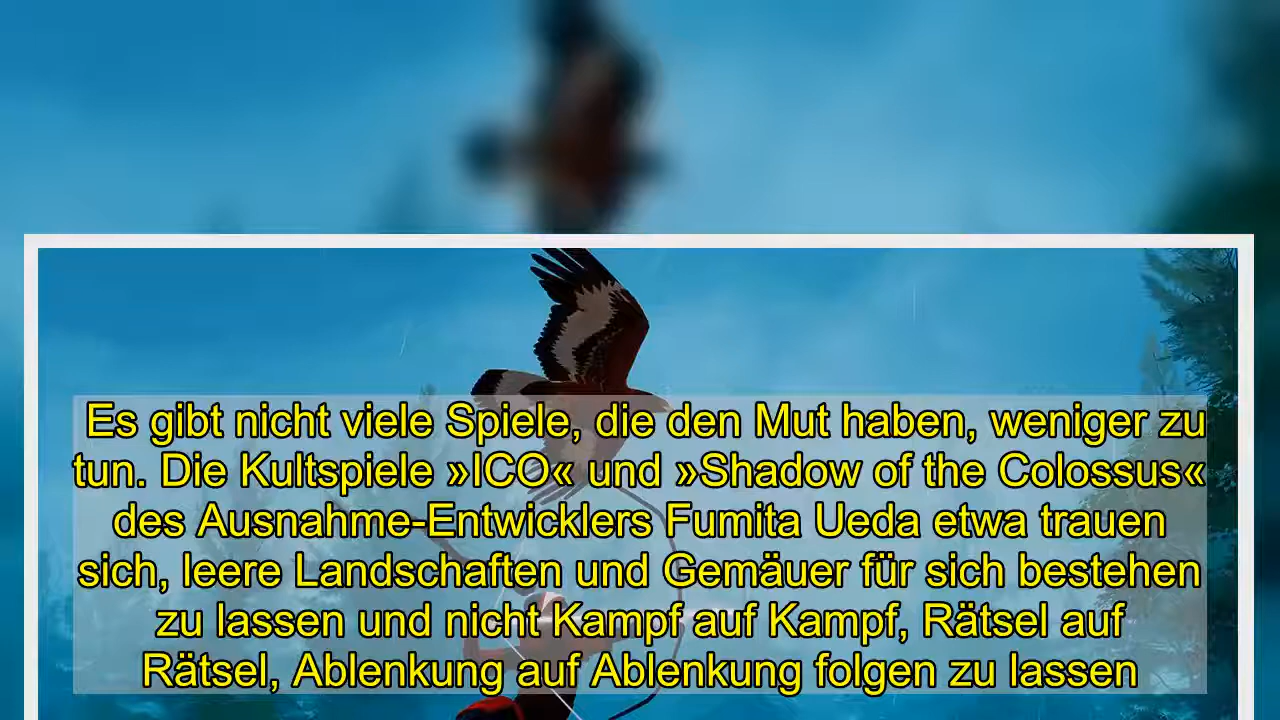 Es gibt nicht viele Spiele, die den Mut haben, weniger zu
tun. Die Kultspiele »ICO« und »Shadow of the Colossus«
des Ausnahme-Entwicklers Fumita Ueda etwa trauen
sich, leere Landschaften und Gemäuer für sich bestehen
zu lassen und nicht Kampf auf Kampf, Rätsel auf
Rätsel, Ablenkung auf Ablenkung folgen zu lassen